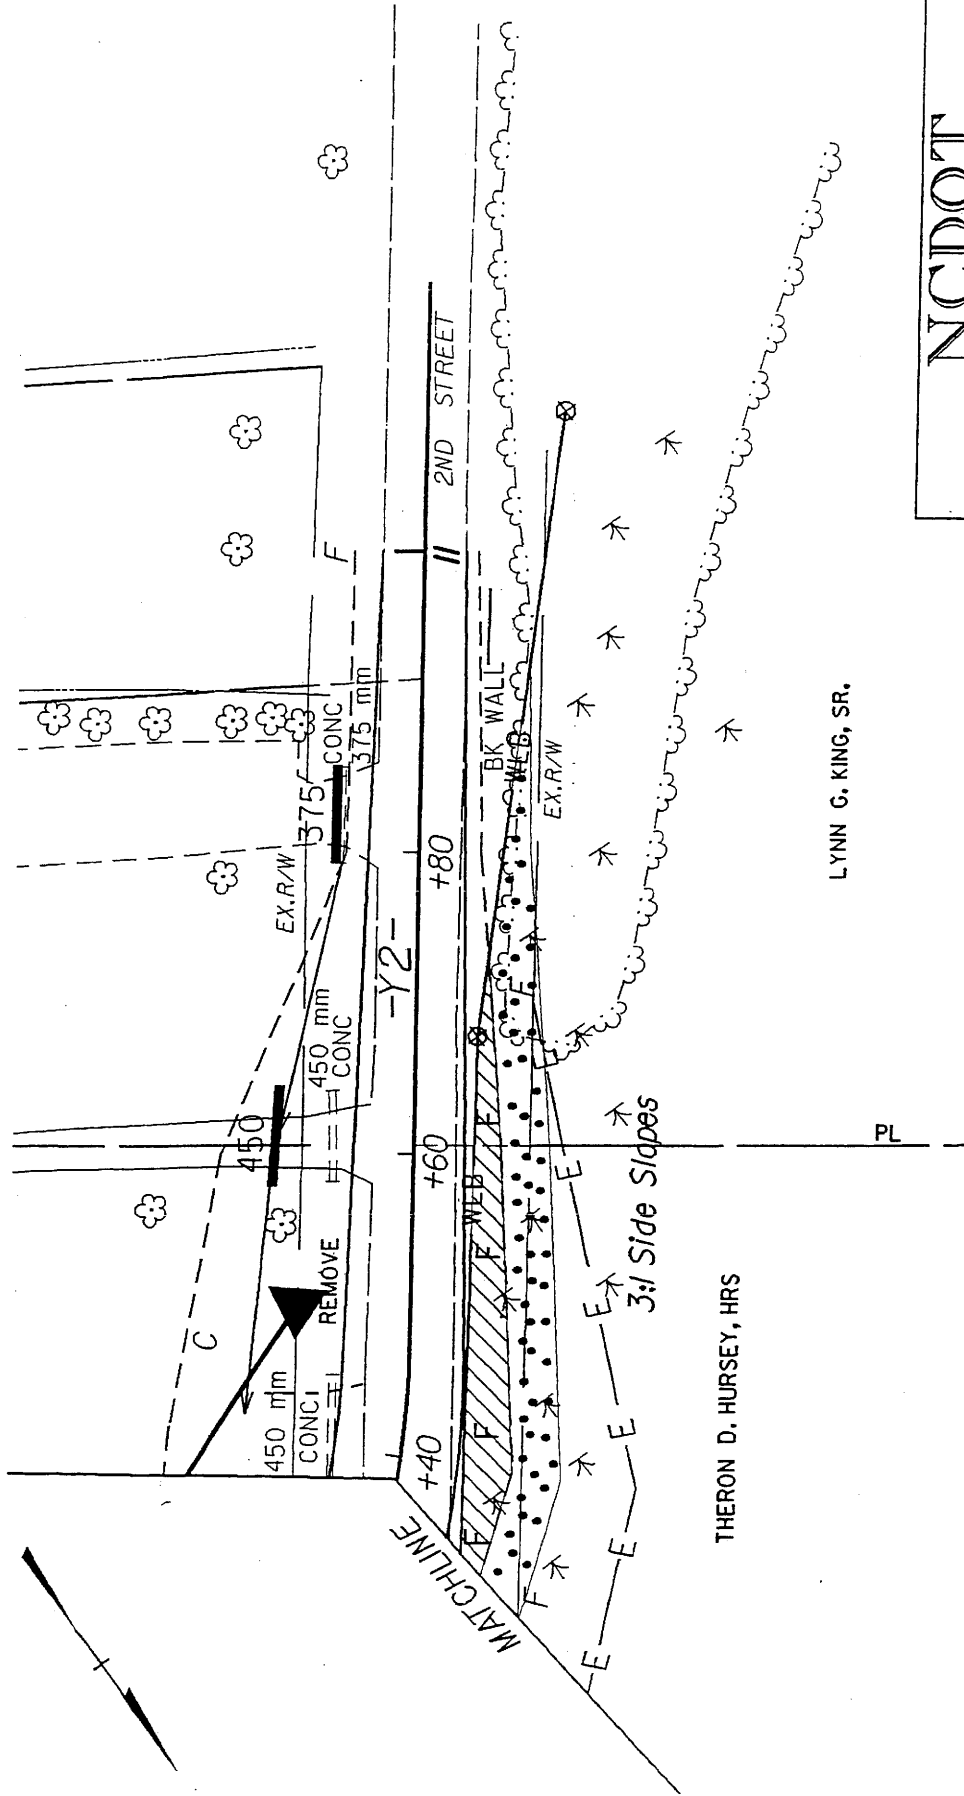 NCDOT
2ND STREET
F
CONC
375 mm
375
BK WALL
WLB
EX.R/W
EX.R/W
+80
-Y2-
LYNN G. KING, SR.
450 mm
CONC
450
F
E
F
+60
PL
E
WLB
F
3:1 Side Slopes
REMOVE
E
C
THERON D. HURSEY, HRS
450 mm
CONC
F
E
+40
F
E
MATCHLINE
F
E